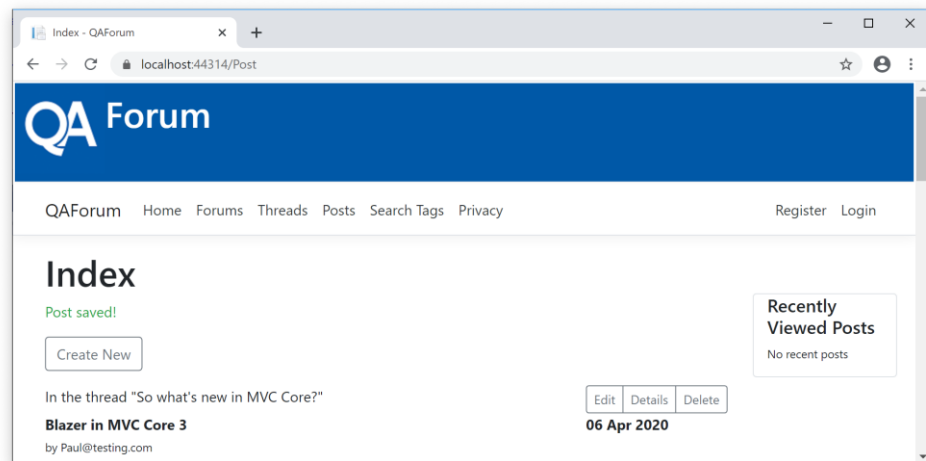 Index - QAForum
localhost:44314/Post
QA Forum
QAForum Home Forums Threads Posts Search Tags Privacy Register Login
Index
Post saved!
Create New
Recently
Viewed Posts
No recent posts
In the thread "So what's new in MVC Core?" Edit Details Delete
Blazer in MVC Core 3 06 Apr 2020
by Paul@testing.com